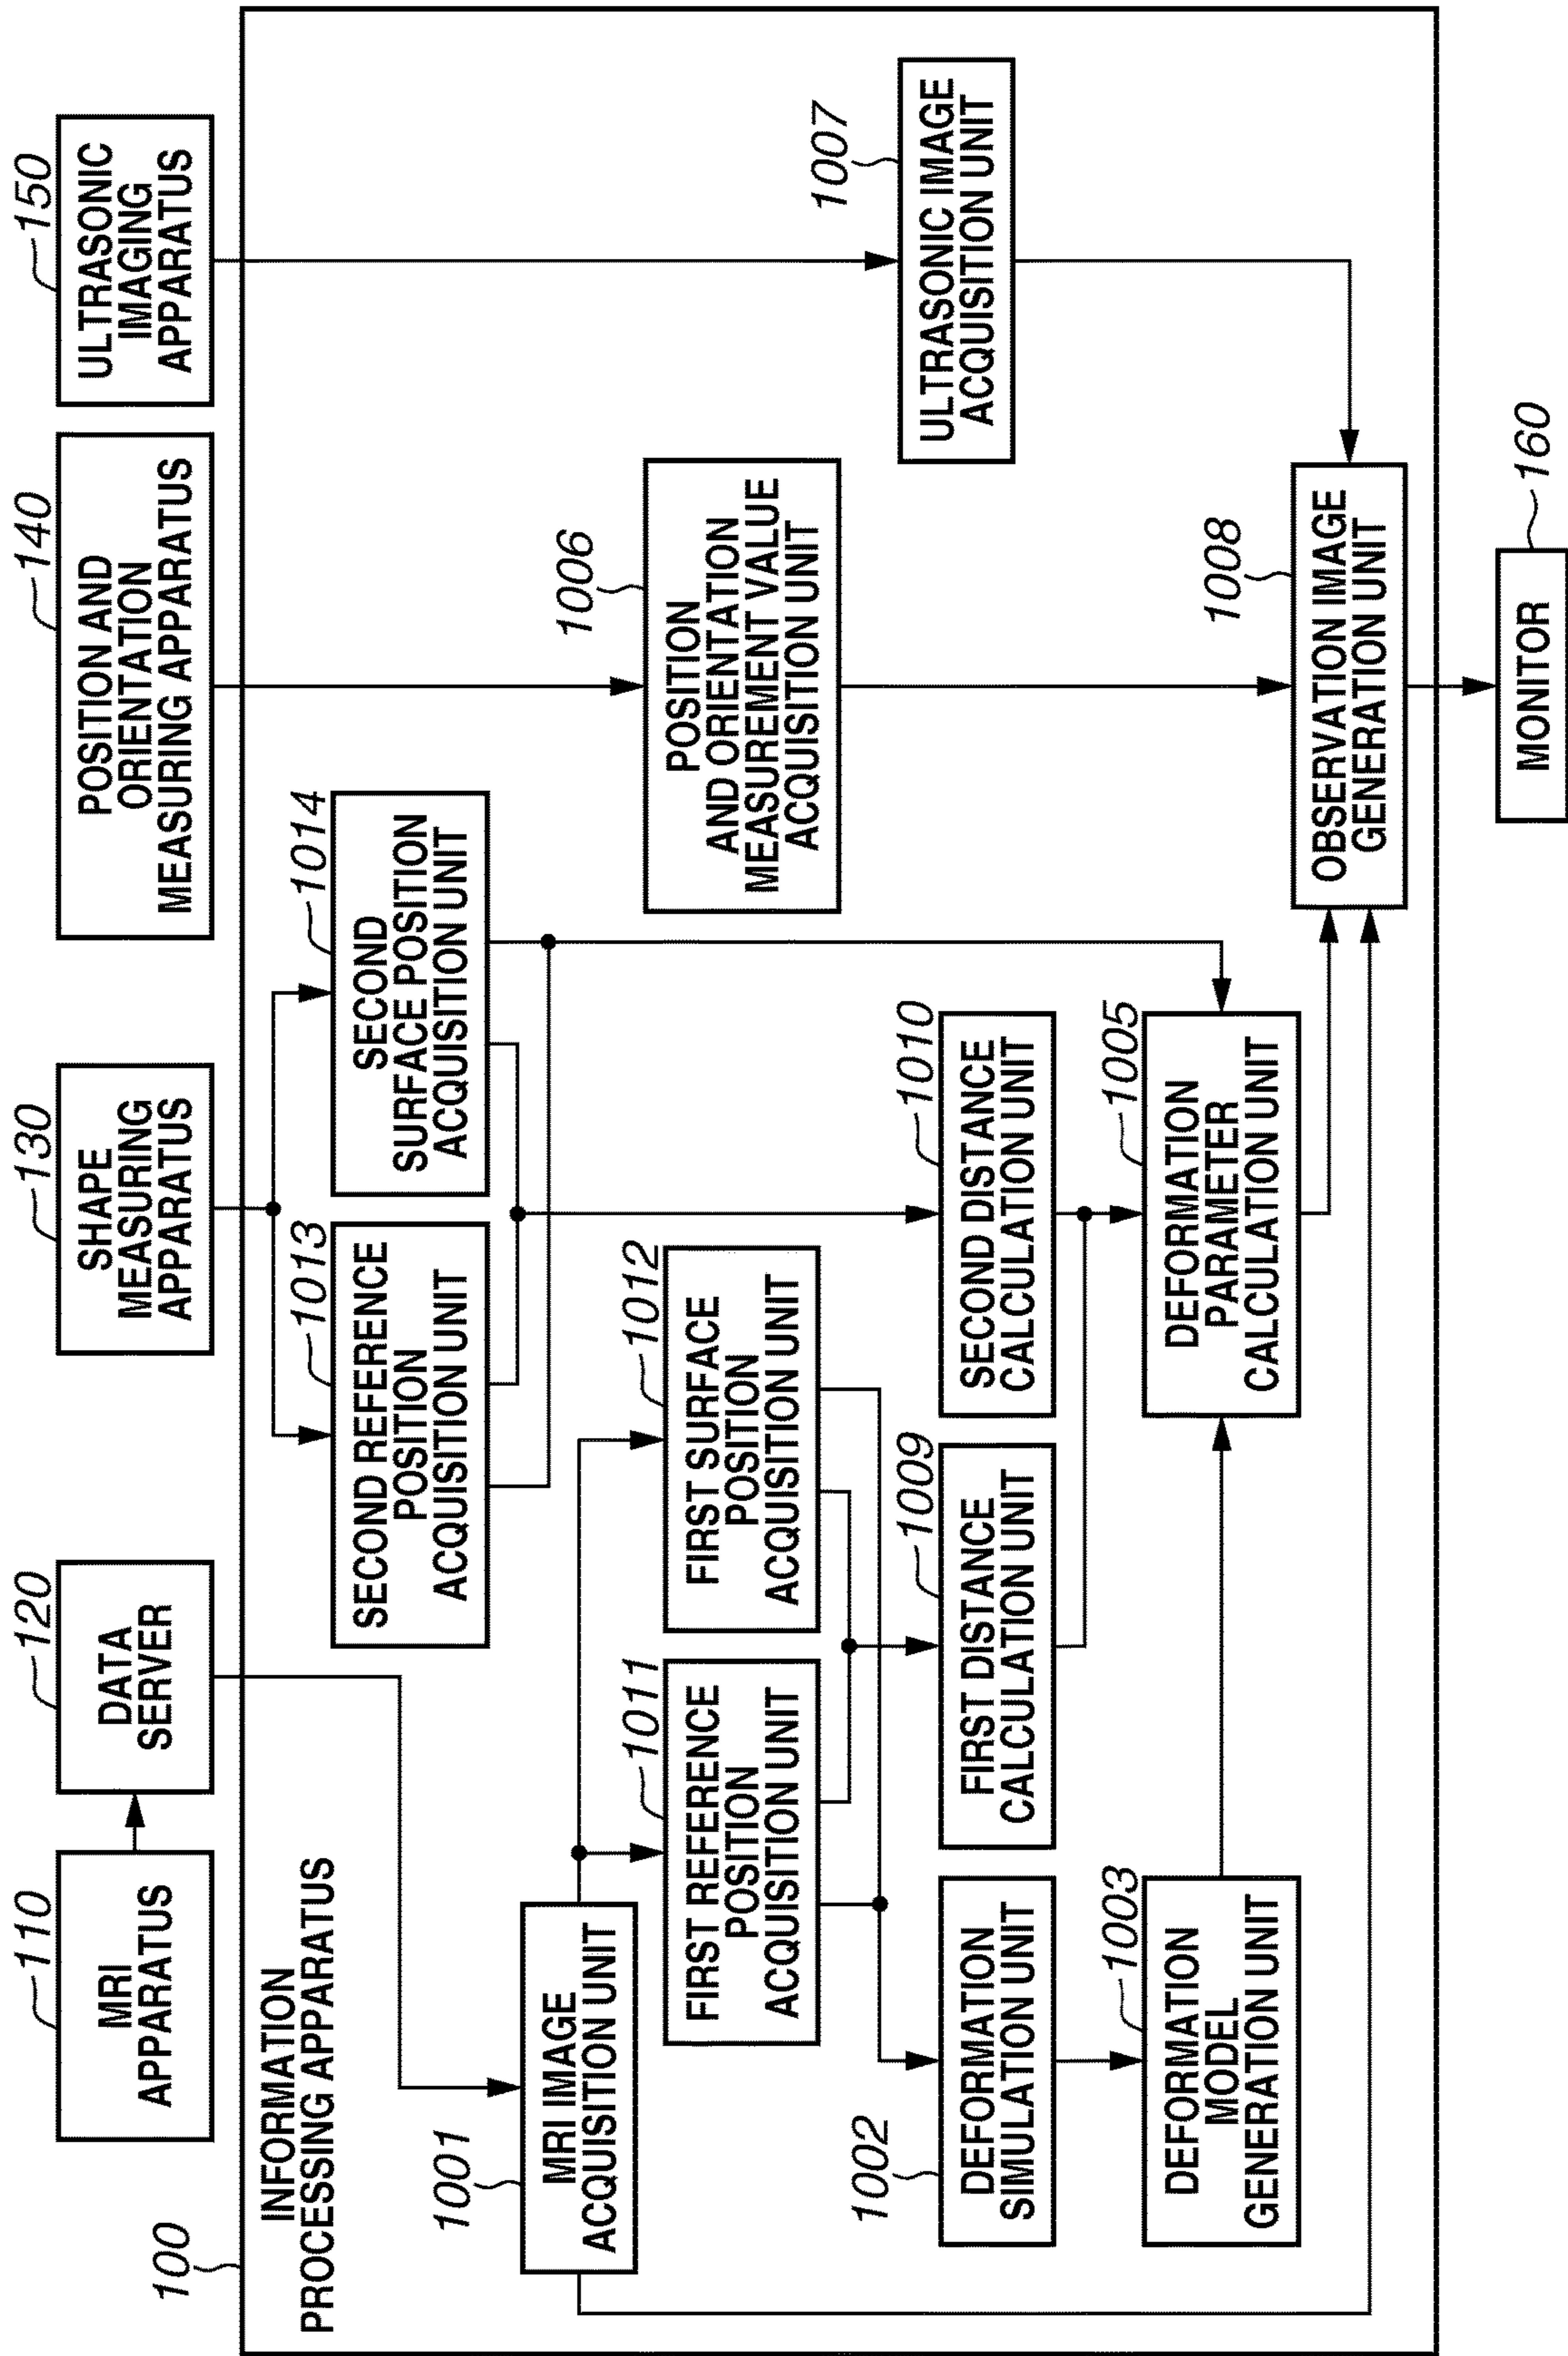 110
MRI
APPARATUS
120
DATA
SERVER
130
SHAPE
MEASURING
APPARATUS
140
POSITION AND
ORIENTATION
MEASURING APPARATUS
150
ULTRASONIC
IMAGING
APPARATUS
100
INFORMATION
PROCESSING APPARATUS
1013
SECOND REFERENCE
POSITION
ACQUISITION UNIT
1014
SECOND
SURFACE POSITION
ACQUISITION UNIT
1001
MRI IMAGE
ACQUISITION UNIT
1011
FIRST REFERENCE
POSITION
ACQUISITION UNIT
1012
FIRST SURFACE
POSITION
ACQUISITION UNIT
1006
POSITION
AND ORIENTATION
MEASUREMENT VALUE
ACQUISITION UNIT
1002
DEFORMATION
SIMULATION UNIT
1009
FIRST DISTANCE
CALCULATION UNIT
1010
SECOND DISTANCE
CALCULATION UNIT
1007
ULTRASONIC IMAGE
ACQUISITION UNIT
1003
DEFORMATION
MODEL
GENERATION UNIT
1005
DEFORMATION
PARAMETER
CALCULATION UNIT
1008
OBSERVATION IMAGE
GENERATION UNIT
160
MONITOR